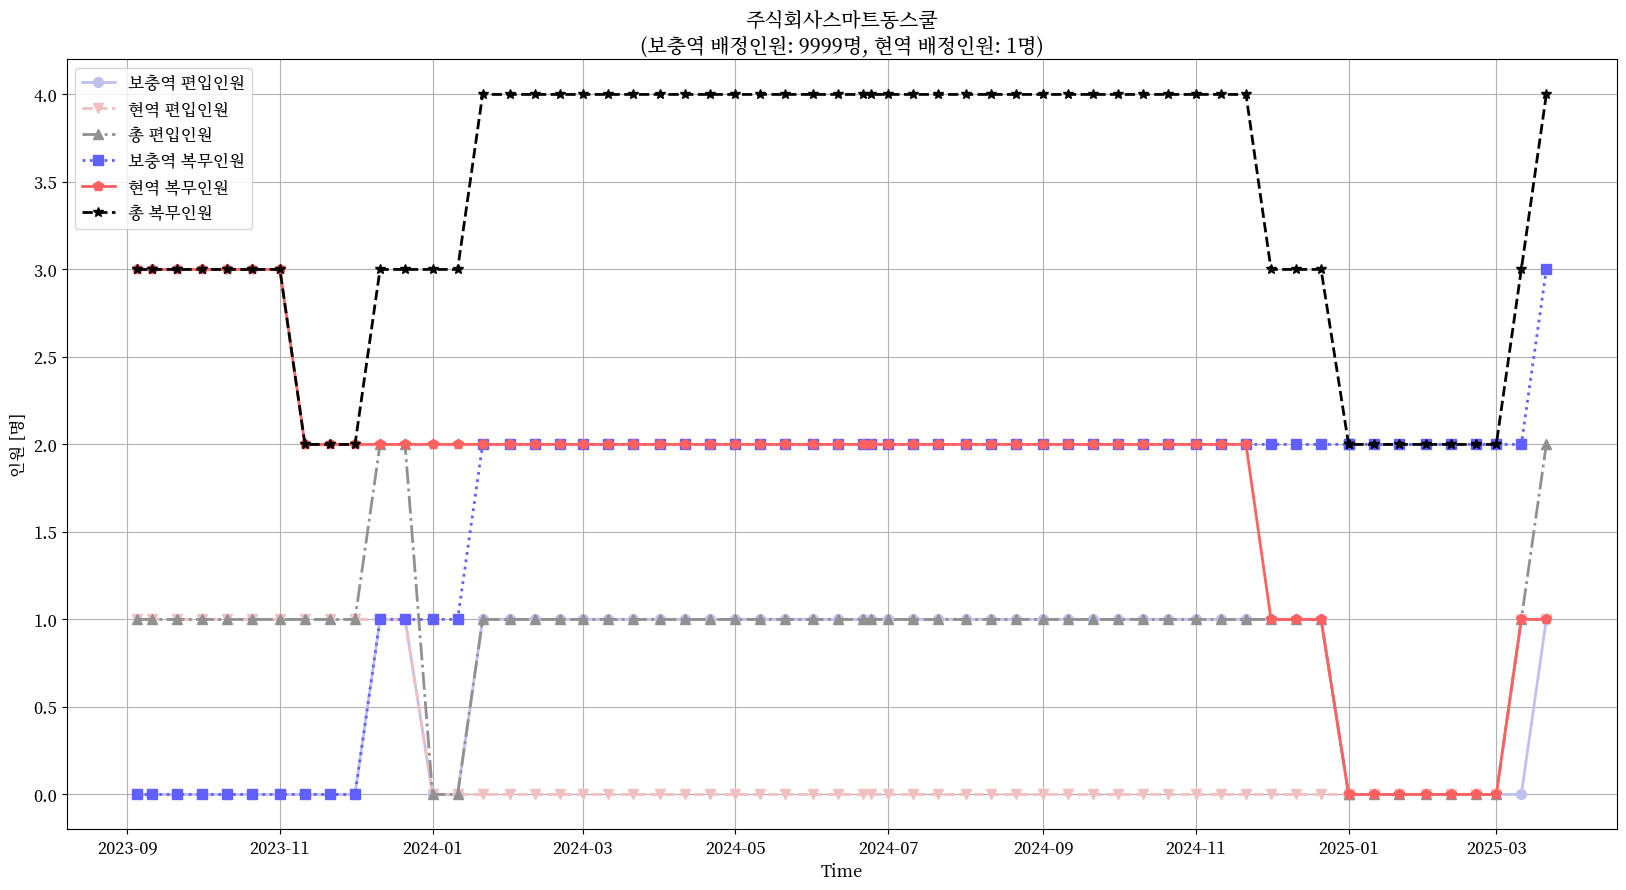 주식회사스마트동스쿨
(보충역 배정인원: 9999명, 현역 배정인원: 1명)
보충역 편입인원
현역 편입인원
총 편입인원
보충역 복무인원
현역 복무인원
총 복무인원
인원 [명]
4.0
3.5
3.0
2.5
2.0
1.5
1.0
0.5
0.0
2023-09
2023-11
2024-01
2024-03
2024-05
2024-07
2024-09
2024-11
2025-01
2025-03
Time